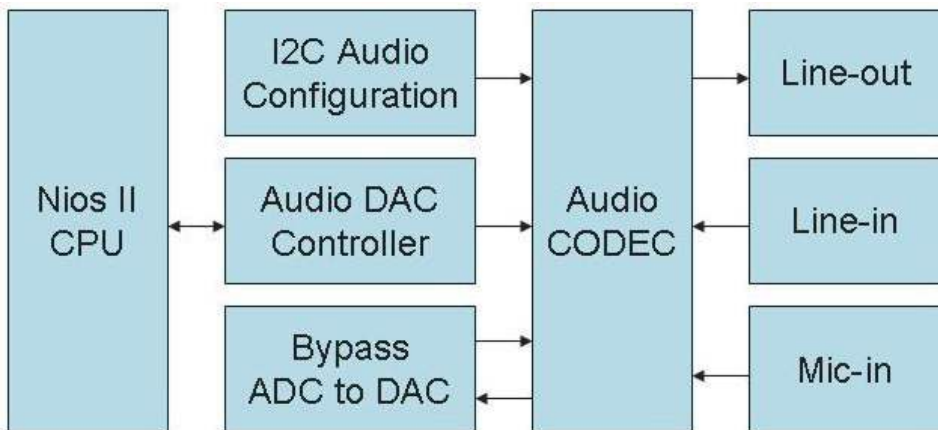 Nios II
CPU
I2C Audio
Configuration
Audio DAC
Controller
Bypass
ADC to DAC
Audio
CODEC
Line-out
Line-in
Mic-in